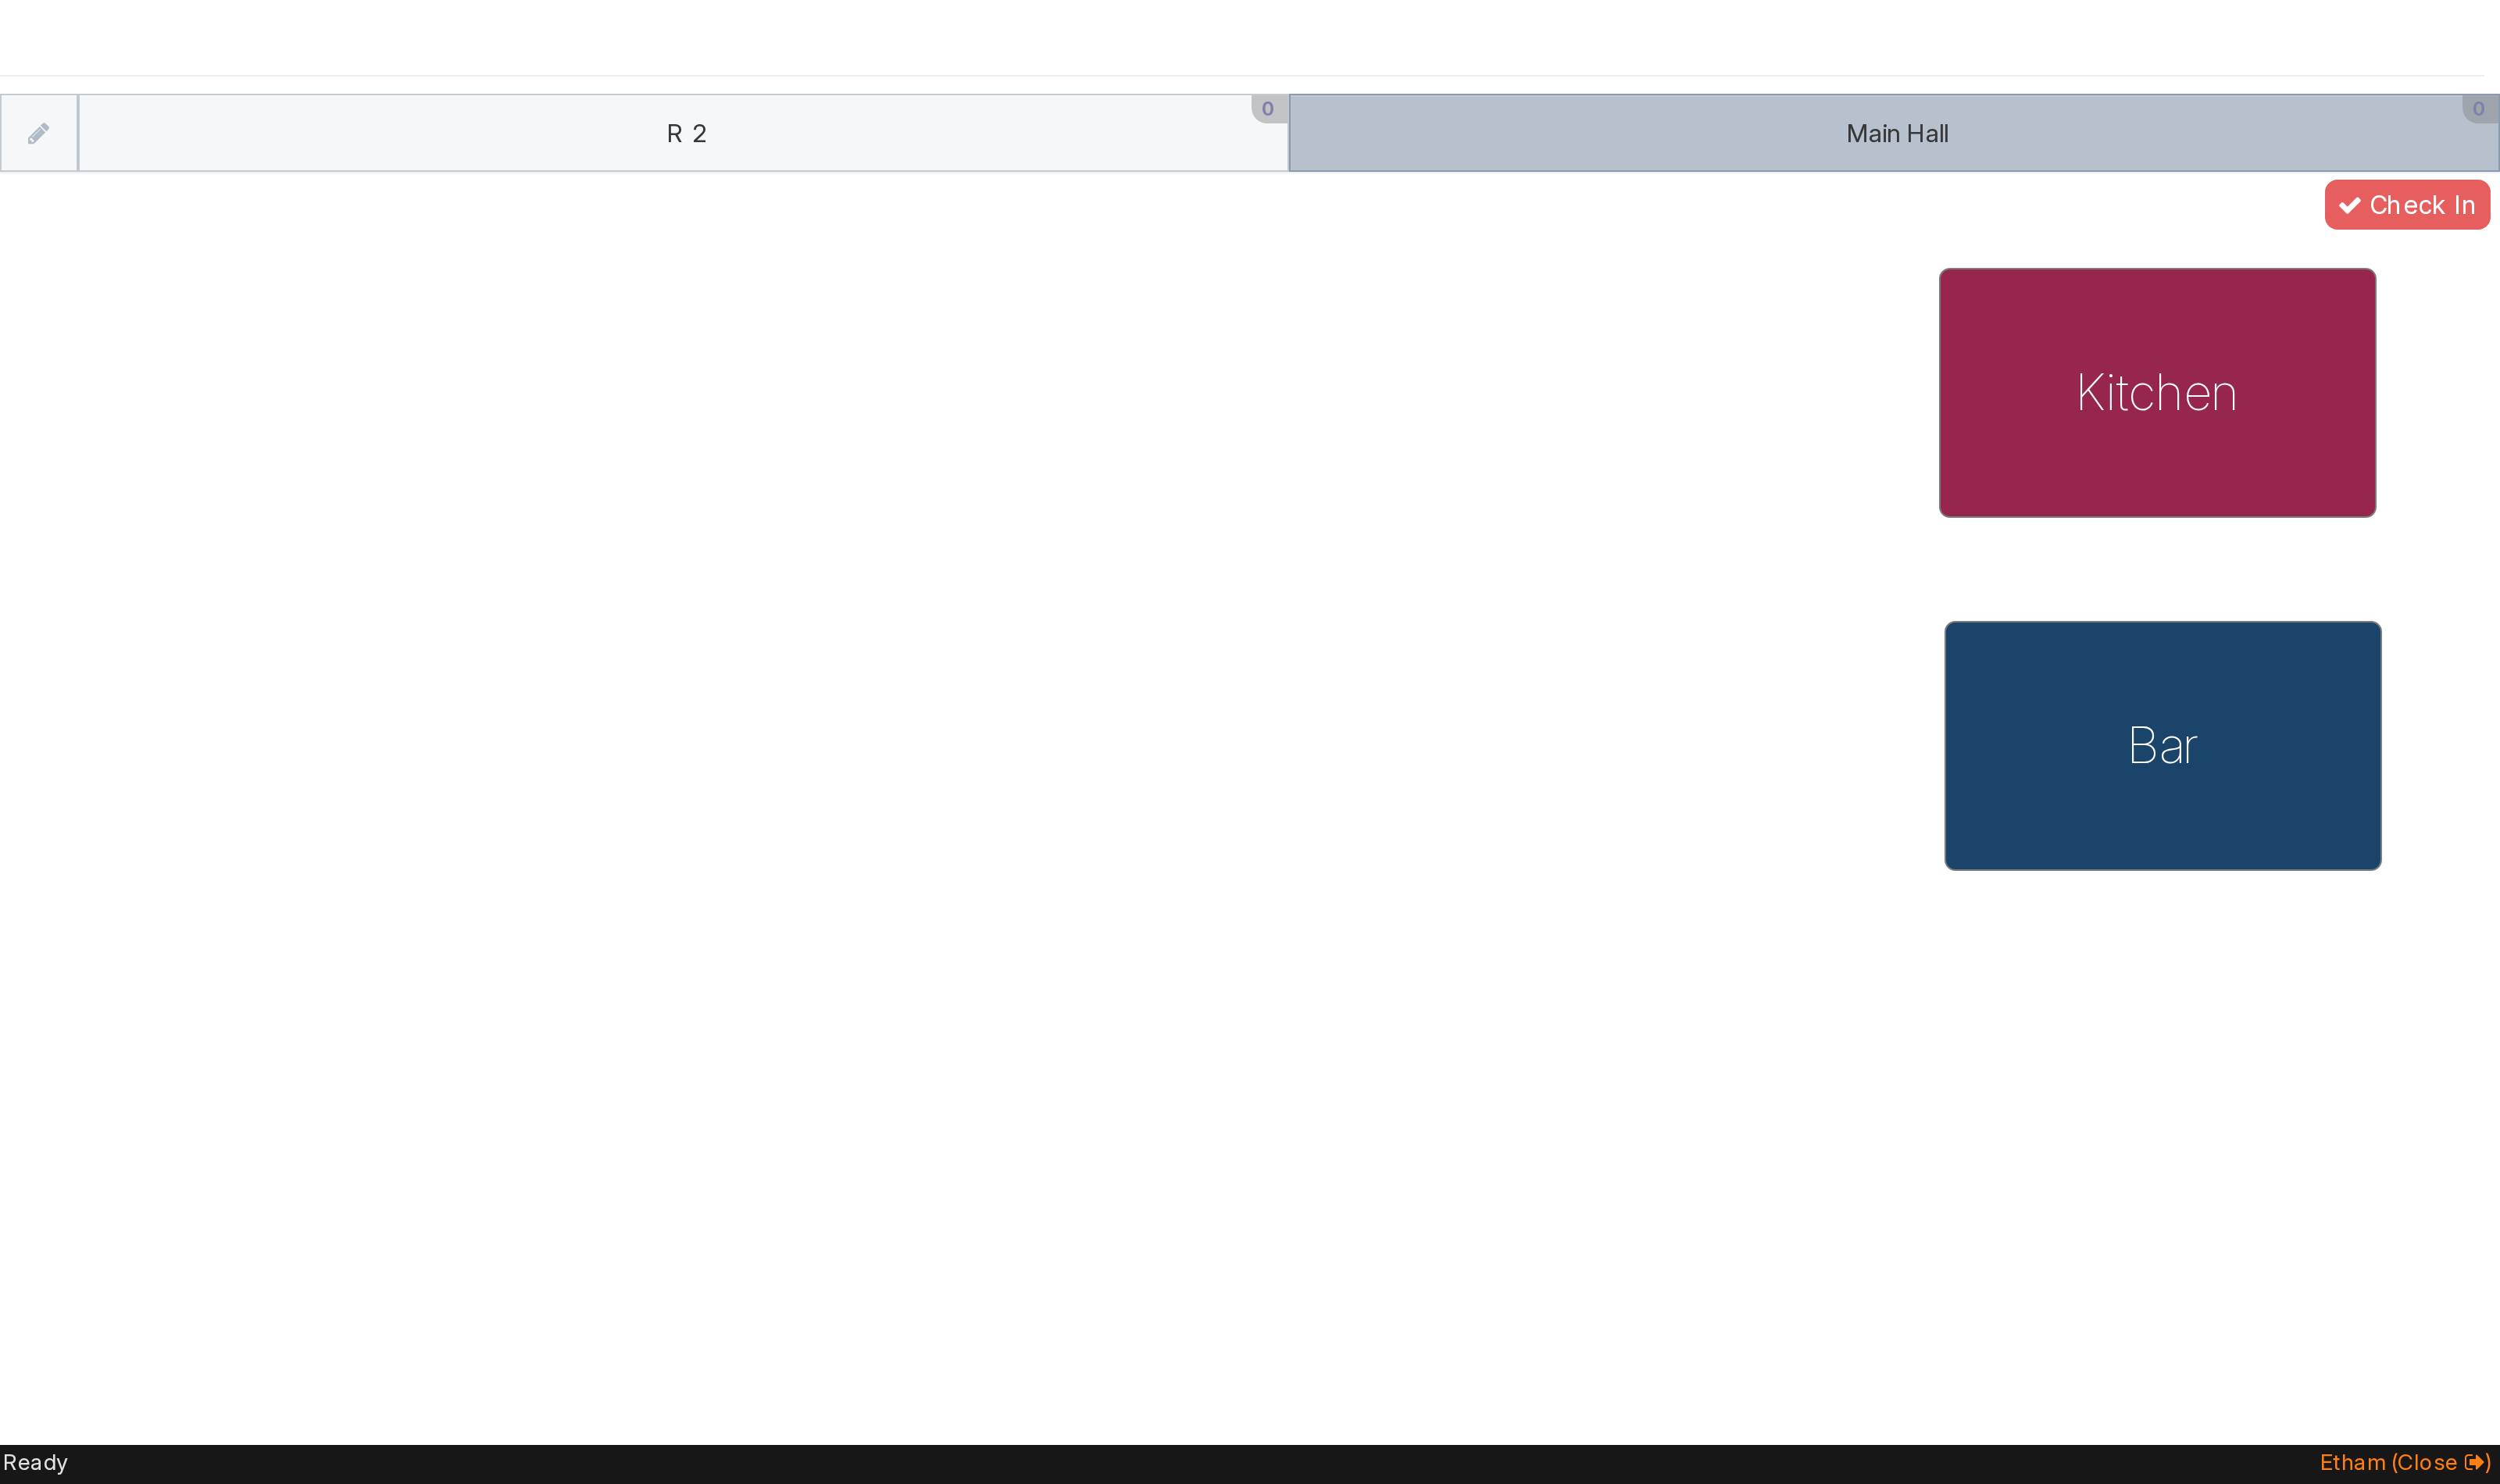 R 2
0
Main Hall
0
Check In
Kitchen
Bar
Ready
Etham (Close )